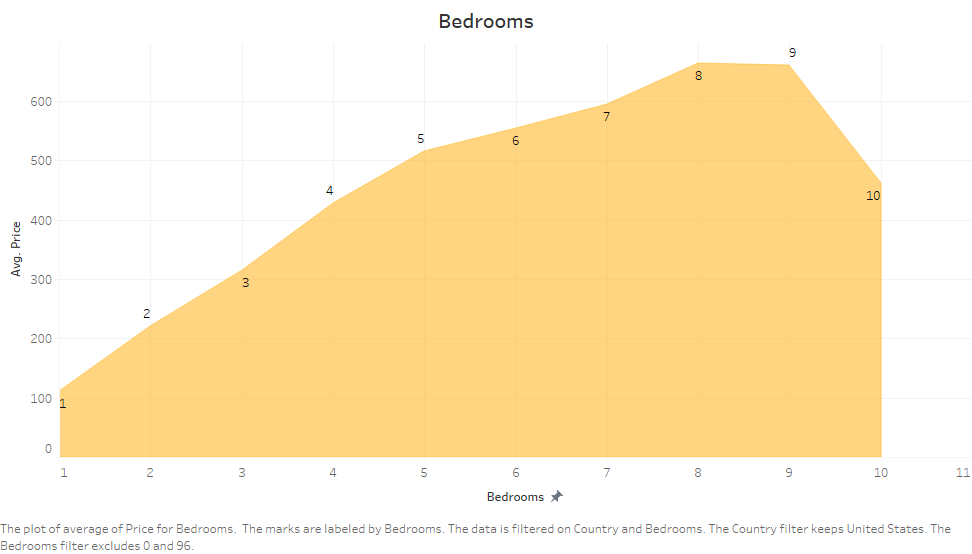 Bedrooms
9
8
600
7
5
6
500
4
10
400
Avg. Price
3
300
2
200
100
1
0
1 2 3 4 5 6 7 8 9 10 11
Bedrooms
The plot of average of Price for Bedrooms. The marks are labeled by Bedrooms. The data is filtered on Country and Bedrooms. The Country filter keeps United States. The
Bedrooms filter excludes 0 and 96.